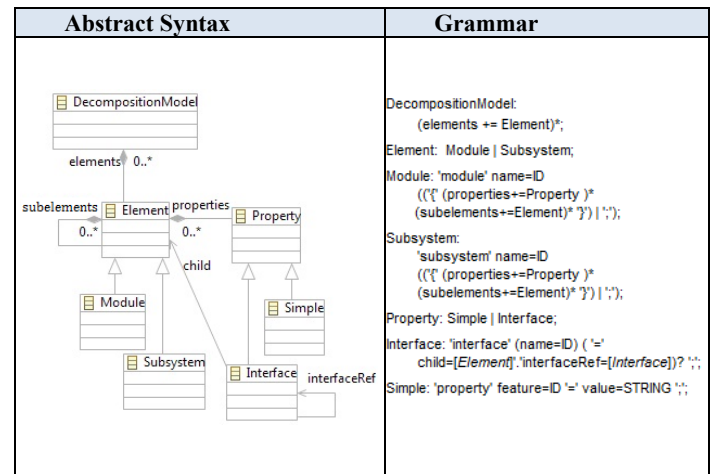 Abstract Syntax
Grammar
DecompositionModel
elements 0..*
subelements
Element
properties
Property
0..*
0..*
child
Module
Simple
Subsystem
Interface
interfaceRef
DecompositionModel:
(elements += Element)*;
Element: Module | Subsystem;
Module: 'module' name=ID
(('{' (properties+=Property )*
(subelements+=Element)* '}') | ';');
Subsystem:
'subsystem' name=ID
(('{' (properties+=Property )*
(subelements+=Element)* '}') | ';');
Property: Simple | Interface;
Interface: 'interface' (name=ID) ( '='
child=[Element]'.'interfaceRef=[Interface])? ';';
Simple: 'property' feature=ID '=' value=STRING ';';